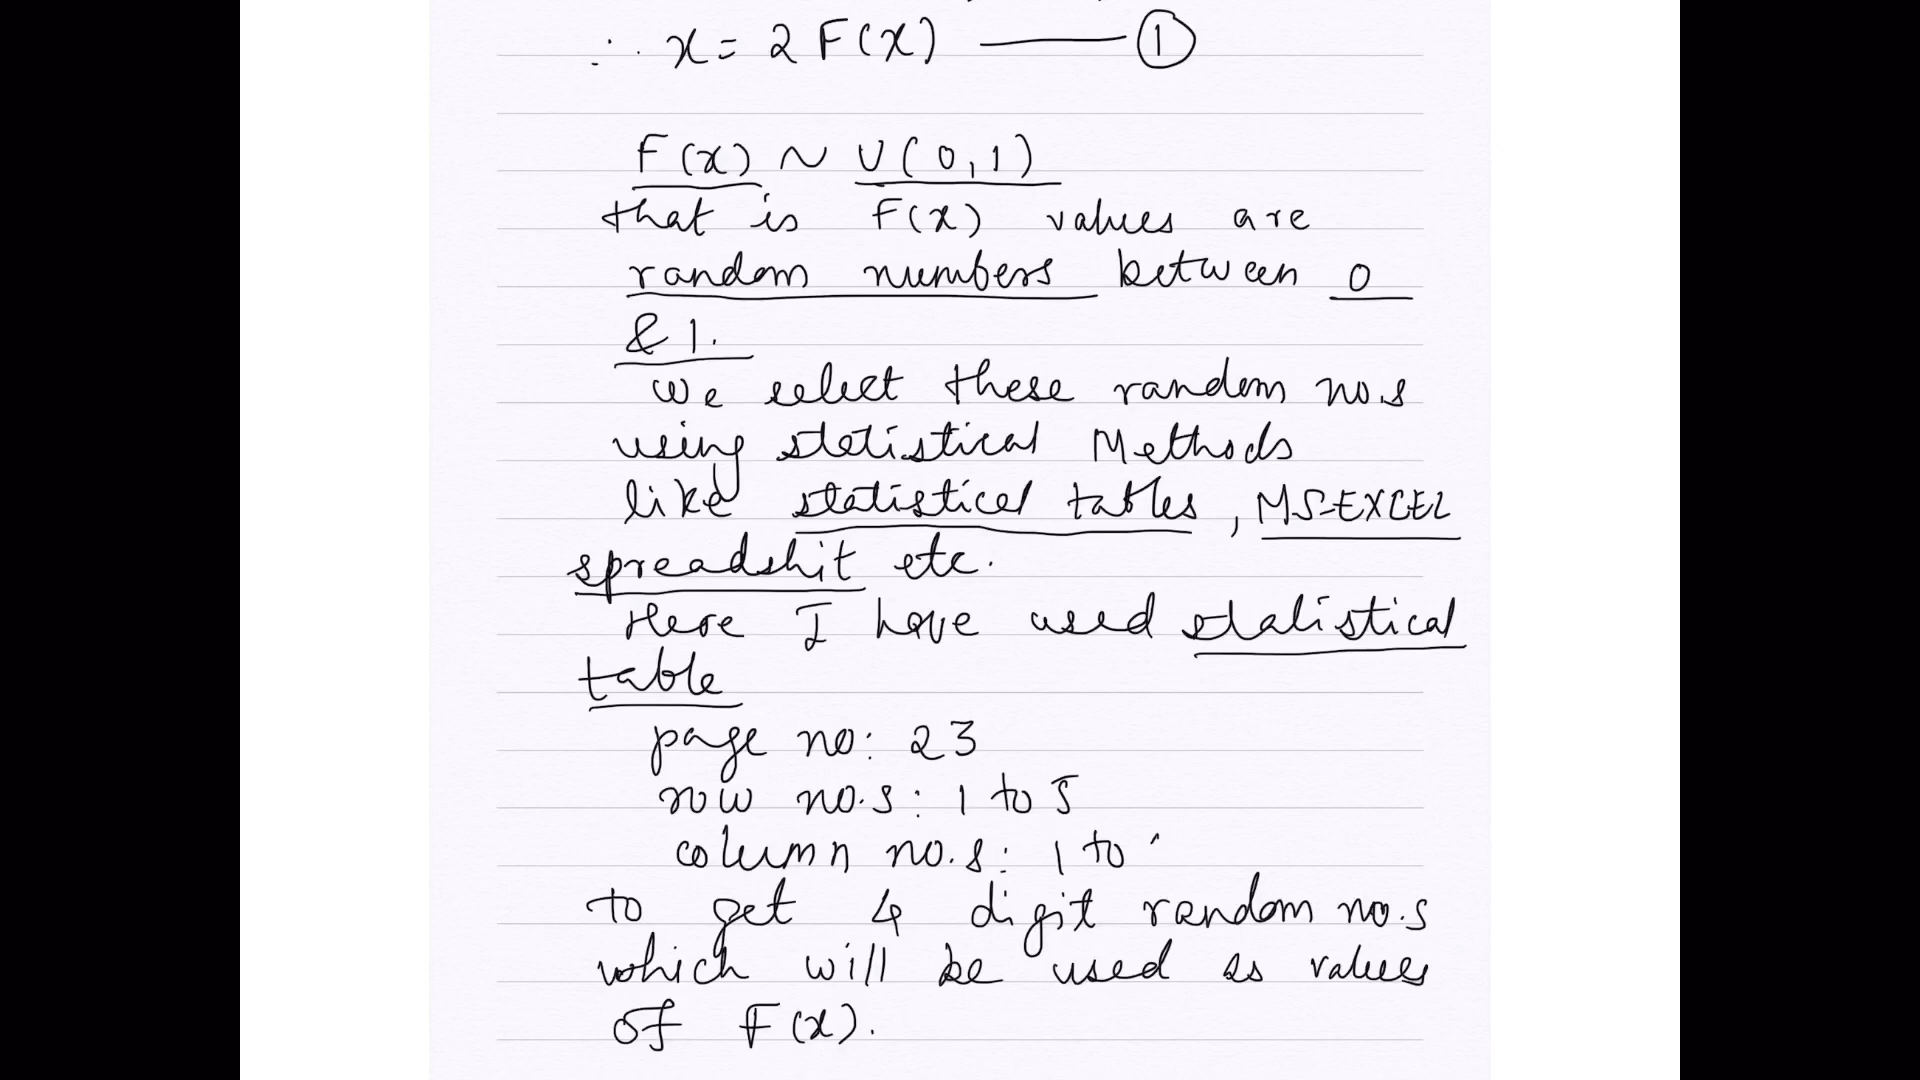 ∴ x = 2 F(x) ——— ①
F(x) ~ U(0,1)
that is F(x) values are
random numbers between 0
& 1.
We select these random no.s
using statistical Methods
like statistical tables, MS-EXCEL
spreadshit etc.
Here I have used statistical
table
page no: 23
row no.s: 1 to 5
column no.s: 1 to
to get 4 digit random no.s
which will be used as values
of F(x).